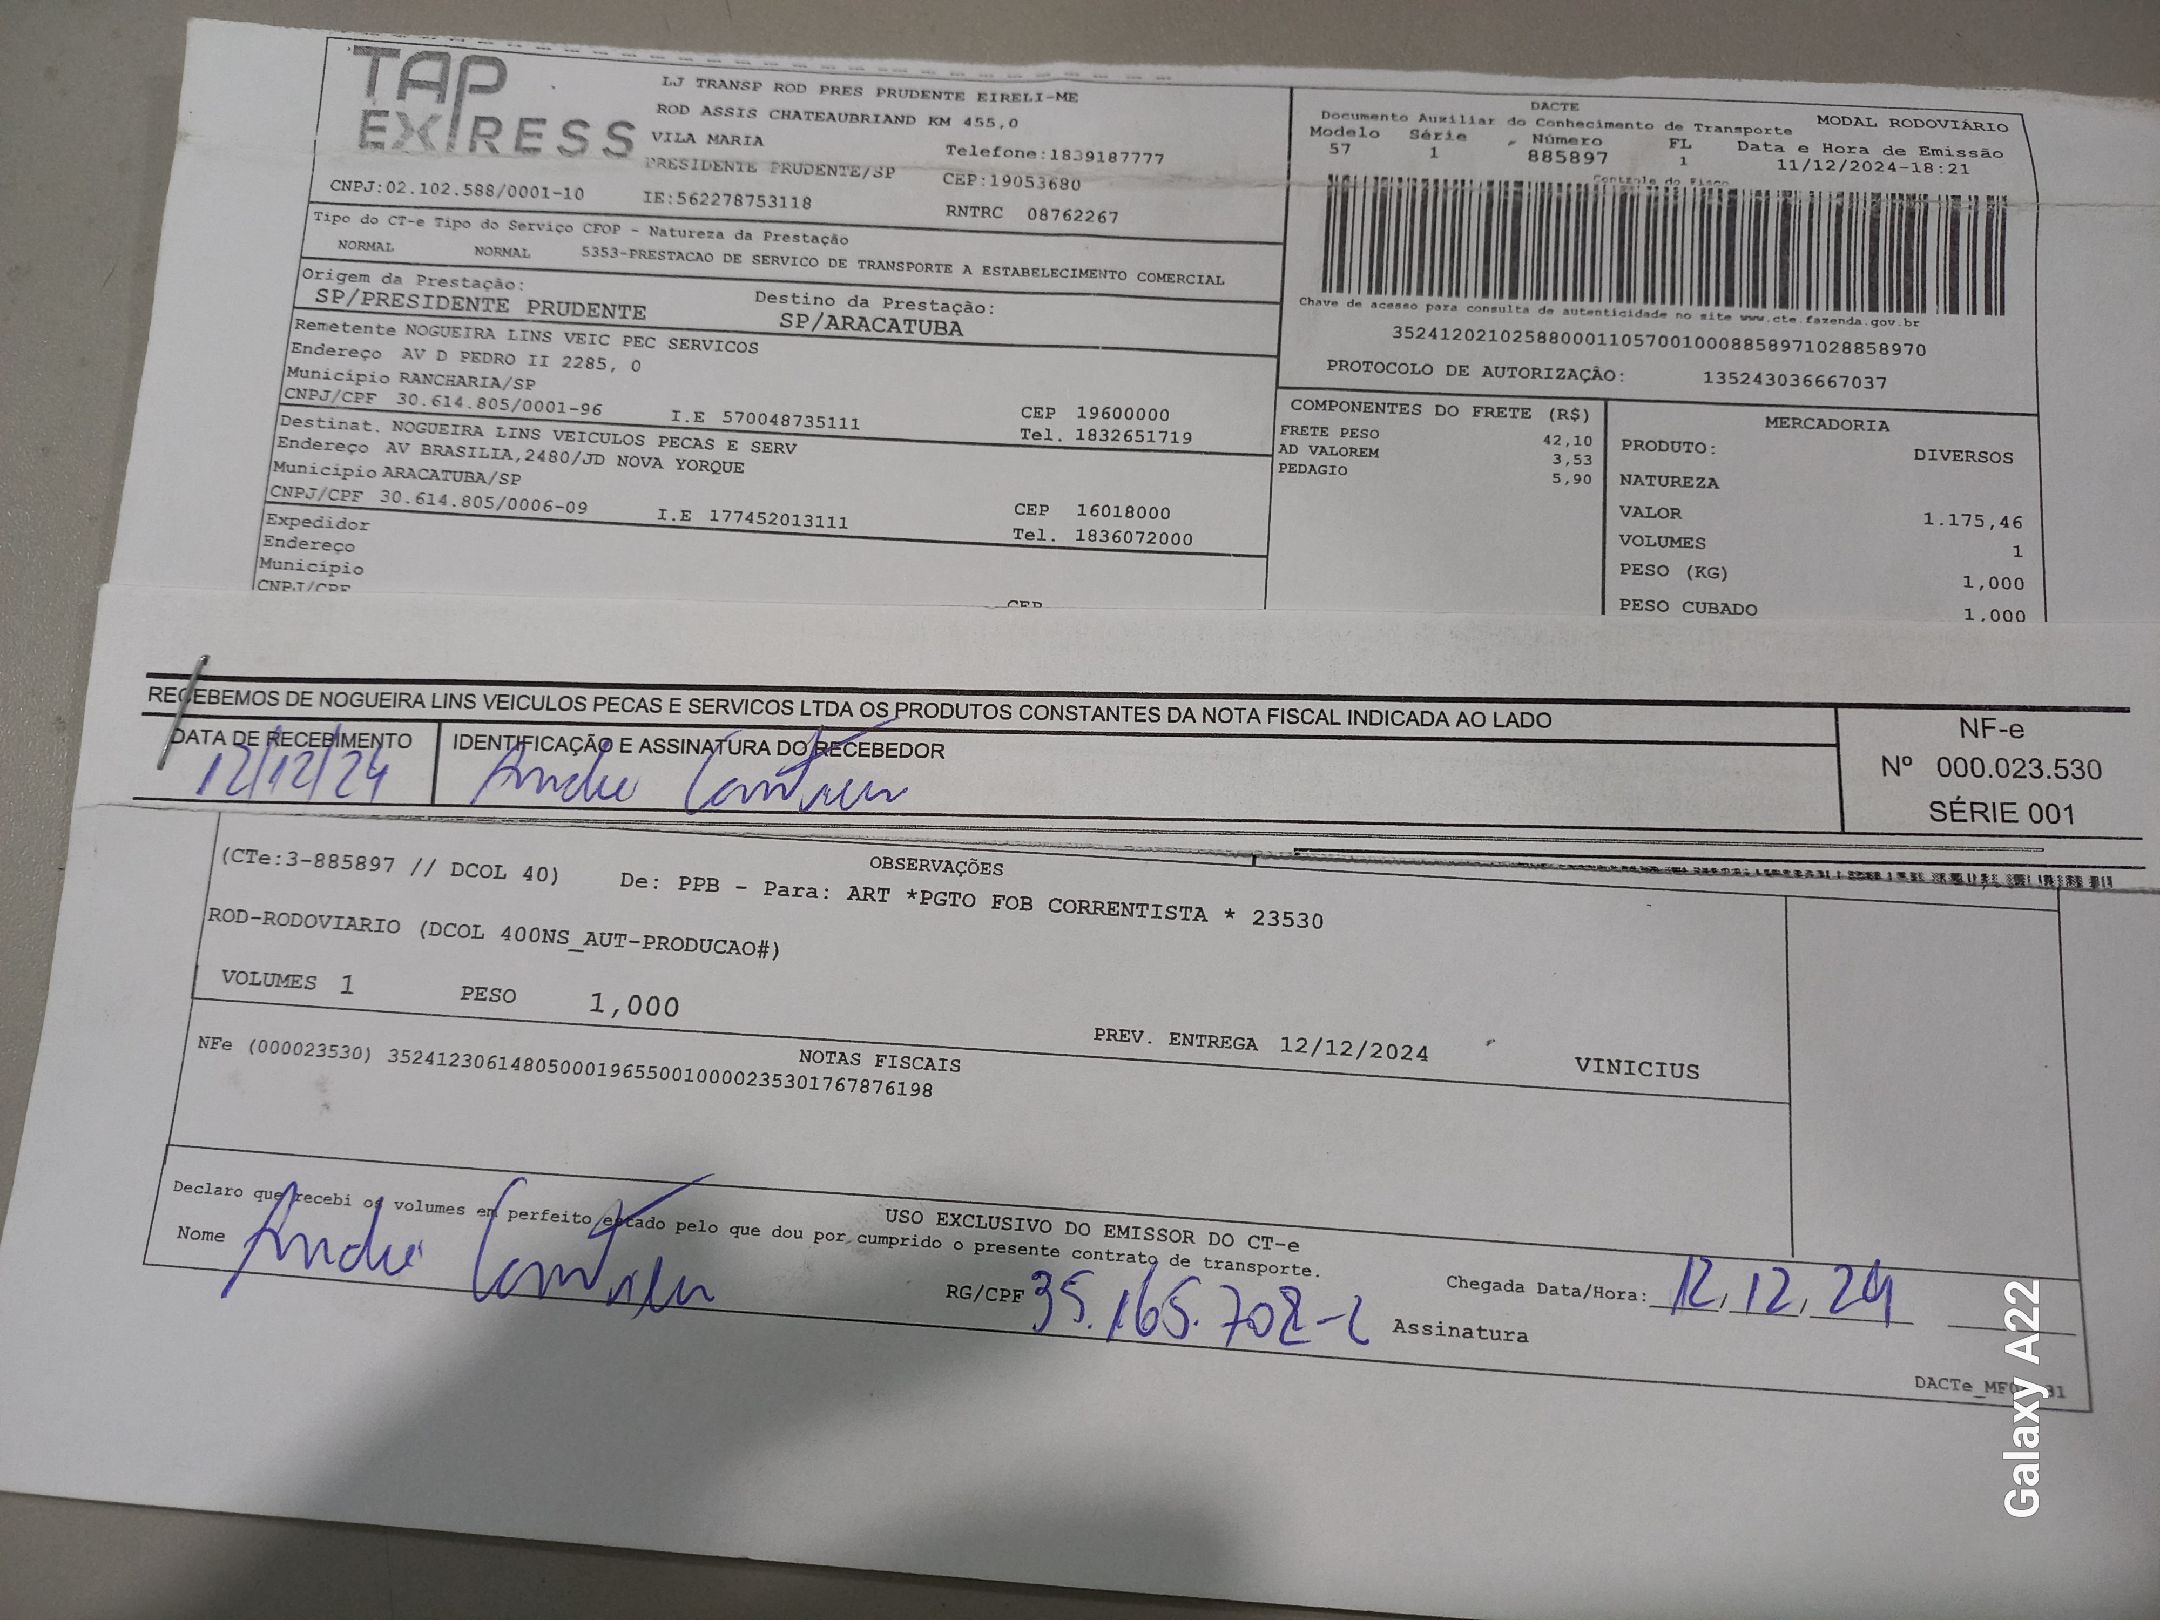 TAP EXPRESS
LJ TRANSP ROD PRES PRUDENTE EIRELI-ME
ROD ASSIS CHATEAUBRIAND KM 455,0
VILA MARIA Telefone:1839187777
PRESIDENTE PRUDENTE/SP CEP:19053680
CNPJ:02.102.588/0001-10 IE:562278753118 RNTRC 08762267
Tipo do CT-e Tipo do Serviço CFOP - Natureza da Prestação
NORMAL NORMAL 5353-PRESTACAO DE SERVICO DE TRANSPORTE A ESTABELECIMENTO COMERCIAL
Origem da Prestação: Destino da Prestação:
SP/PRESIDENTE PRUDENTE SP/ARACATUBA
Remetente NOGUEIRA LINS VEIC PEC SERVICOS
Endereço AV D PEDRO II 2285, 0
Município RANCHARIA/SP CEP 19600000
CNPJ/CPF 30.614.805/0001-96 I.E 570048735111 Tel. 1832651719
Destinat. NOGUEIRA LINS VEICULOS PECAS E SERV
Endereço AV BRASILIA,2480/JD NOVA YORQUE
Município ARACATUBA/SP CEP 16018000
CNPJ/CPF 30.614.805/0006-09 I.E 177452013111 Tel. 1836072000
Expedidor
Endereço
Município
CNPJ/CPF CEP
DACTE MODAL RODOVIÁRIO
Documento Auxiliar do Conhecimento de Transporte
Modelo Série Número FL Data e Hora de Emissão
57 1 885897 1 11/12/2024-18:21
Controle do Fisco
Chave de acesso para consulta de autenticidade no site www.cte.fazenda.gov.br
35241202102588000110570010008858971028858970
PROTOCOLO DE AUTORIZAÇÃO: 135243036667037
COMPONENTES DO FRETE (R$)
FRETE PESO 42,10
AD VALOREM 3,53
PEDAGIO 5,90
MERCADORIA
PRODUTO: DIVERSOS
NATUREZA
VALOR 1.175,46
VOLUMES 1
PESO (KG) 1,000
PESO CUBADO 1,000
RECEBEMOS DE NOGUEIRA LINS VEICULOS PECAS E SERVICOS LTDA OS PRODUTOS CONSTANTES DA NOTA FISCAL INDICADA AO LADO
DATA DE RECEBIMENTO IDENTIFICAÇÃO E ASSINATURA DO RECEBEDOR
12/12/24 Andre
NF-e
Nº 000.023.530
SÉRIE 001
OBSERVAÇÕES
(CTe:3-885897 // DCOL 40) De: PPB - Para: ART *PGTO FOB CORRENTISTA * 23530
ROD-RODOVIARIO (DCOL 400NS_AUT-PRODUCAO#)
VOLUMES 1 PESO 1,000 PREV. ENTREGA 12/12/2024 VINICIUS
NOTAS FISCAIS
NFe (000023530) 35241230614805000196550010000235301767876198
USO EXCLUSIVO DO EMISSOR DO CT-e
Declaro que recebi os volumes em perfeito estado pelo que dou por cumprido o presente contrato de transporte.
Nome Andre RG/CPF 35.165.702- Assinatura Chegada Data/Hora: 12,12,24
Galaxy A22